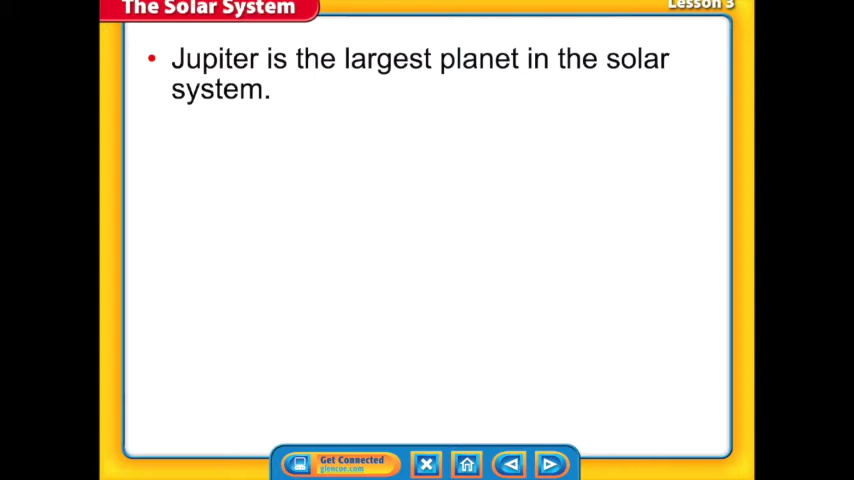 The Solar System
Lesson 3
• Jupiter is the largest planet in the solar
system.
Get Connected
glencoe.com